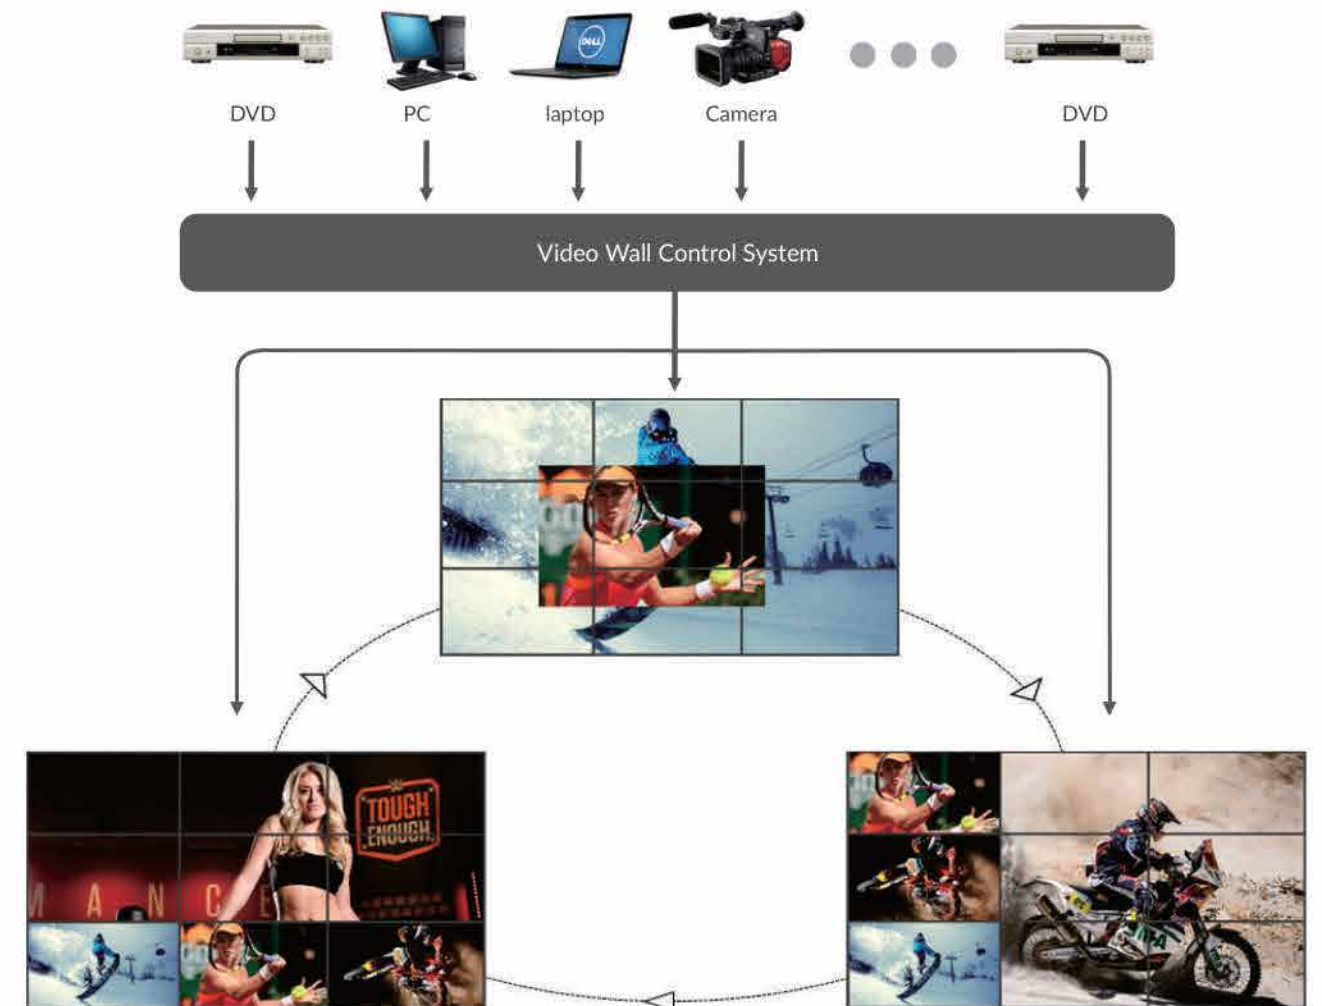 DELL
DVD
PC
laptop
Camera
DVD
Video Wall Control System
TOUGH
ENOUGH
M A N C E